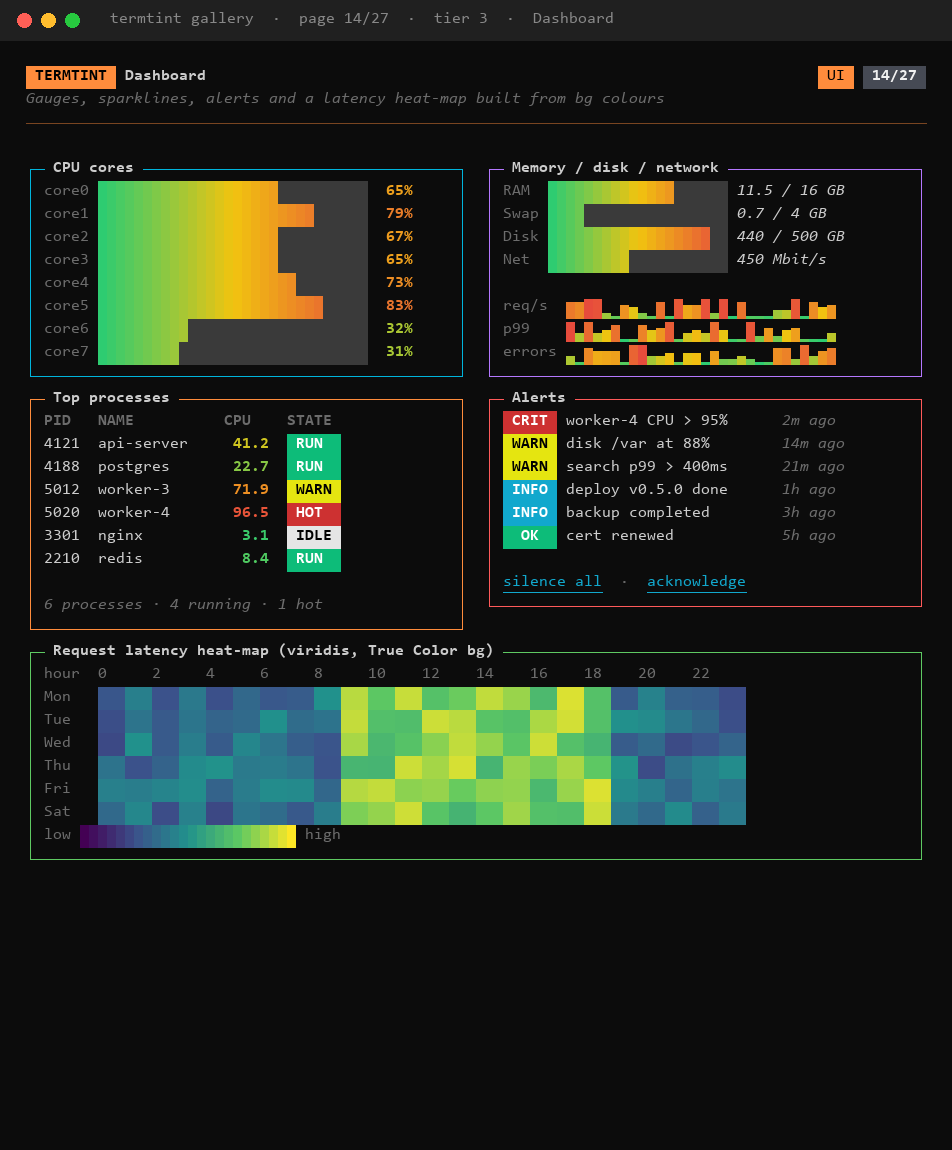 termtint gallery · page 14/27 · tier 3 · Dashboard
TERMTINT Dashboard UI 14/27
Gauges, sparklines, alerts and a latency heat-map built from bg colours
CPU cores
core0 65%
core1 79%
core2 67%
core3 65%
core4 73%
core5 83%
core6 32%
core7 31%
Memory / disk / network
RAM 11.5 / 16 GB
Swap 0.7 / 4 GB
Disk 440 / 500 GB
Net 450 Mbit/s
req/s
p99
errors
Top processes
PID NAME CPU STATE
4121 api-server 41.2 RUN
4188 postgres 22.7 RUN
5012 worker-3 71.9 WARN
5020 worker-4 96.5 HOT
3301 nginx 3.1 IDLE
2210 redis 8.4 RUN
6 processes · 4 running · 1 hot
Alerts
CRIT worker-4 CPU > 95% 2m ago
WARN disk /var at 88% 14m ago
WARN search p99 > 400ms 21m ago
INFO deploy v0.5.0 done 1h ago
INFO backup completed 3h ago
OK cert renewed 5h ago
silence all · acknowledge
Request latency heat-map (viridis, True Color bg)
hour 0 2 4 6 8 10 12 14 16 18 20 22
Mon
Tue
Wed
Thu
Fri
Sat
low high